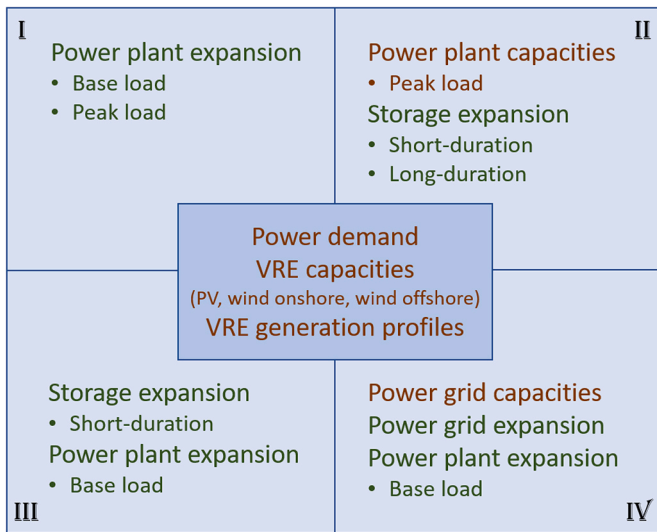 I
Power plant expansion
• Base load
• Peak load
II
Power plant capacities
• Peak load
Storage expansion
• Short-duration
• Long-duration
Power demand
VRE capacities
(PV, wind onshore, wind offshore)
VRE generation profiles
Storage expansion
• Short-duration
Power plant expansion
• Base load
III
Power grid capacities
Power grid expansion
Power plant expansion
• Base load
IV